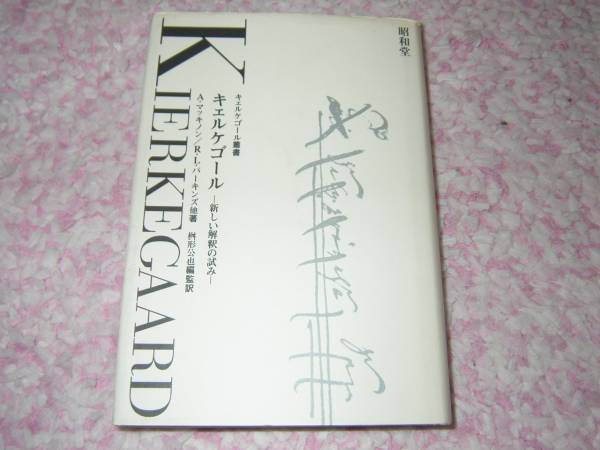 昭和堂
キェルケゴール叢書
キェルケゴール
―新しい解釈の試み―
A・マッキノン/R・L・パーキンズ他著
桝形公也編監訳
KIERKEGAARD